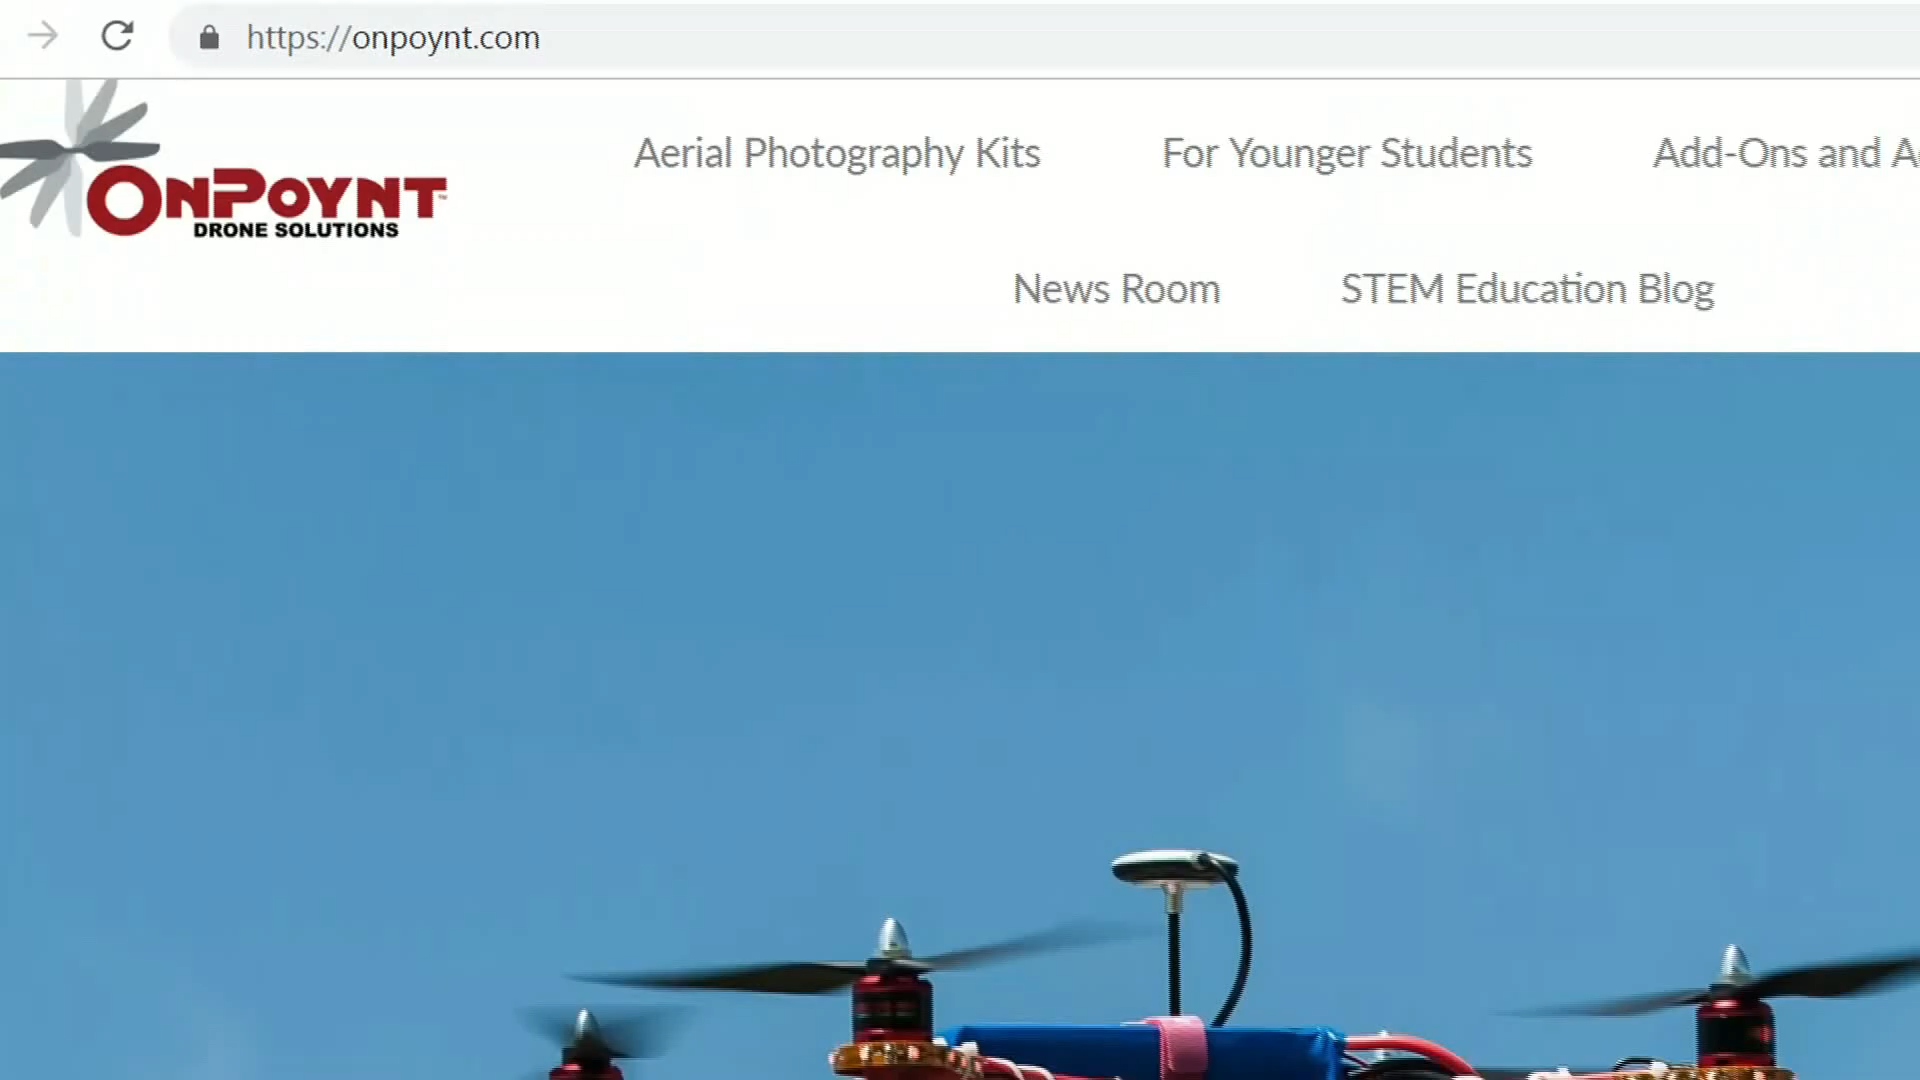 https://onpoynt.com
ONPOYNT™
DRONE SOLUTIONS
Aerial Photography Kits For Younger Students Add-Ons and
News Room STEM Education Blog